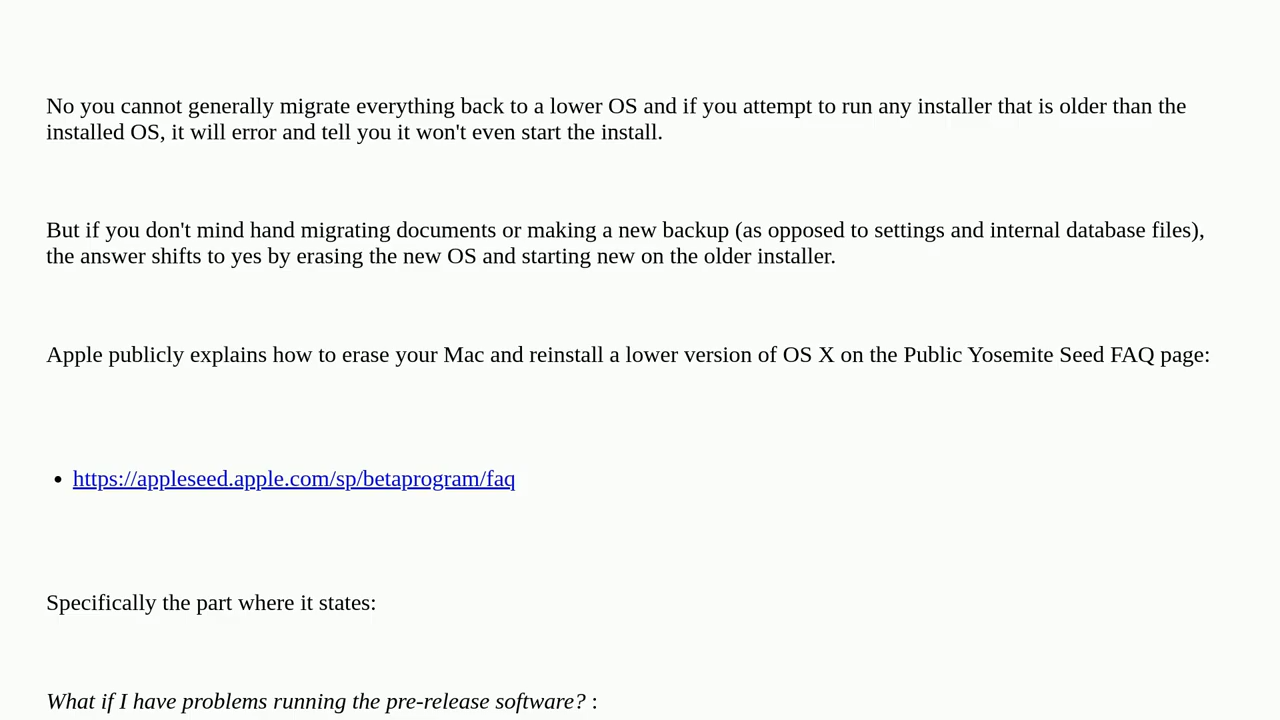 No you cannot generally migrate everything back to a lower OS and if you attempt to run any installer that is older than the
installed OS, it will error and tell you it won't even start the install.
But if you don't mind hand migrating documents or making a new backup (as opposed to settings and internal database files),
the answer shifts to yes by erasing the new OS and starting new on the older installer.
Apple publicly explains how to erase your Mac and reinstall a lower version of OS X on the Public Yosemite Seed FAQ page:
• https://appleseed.apple.com/sp/betaprogram/faq
Specifically the part where it states:
What if I have problems running the pre-release software? :